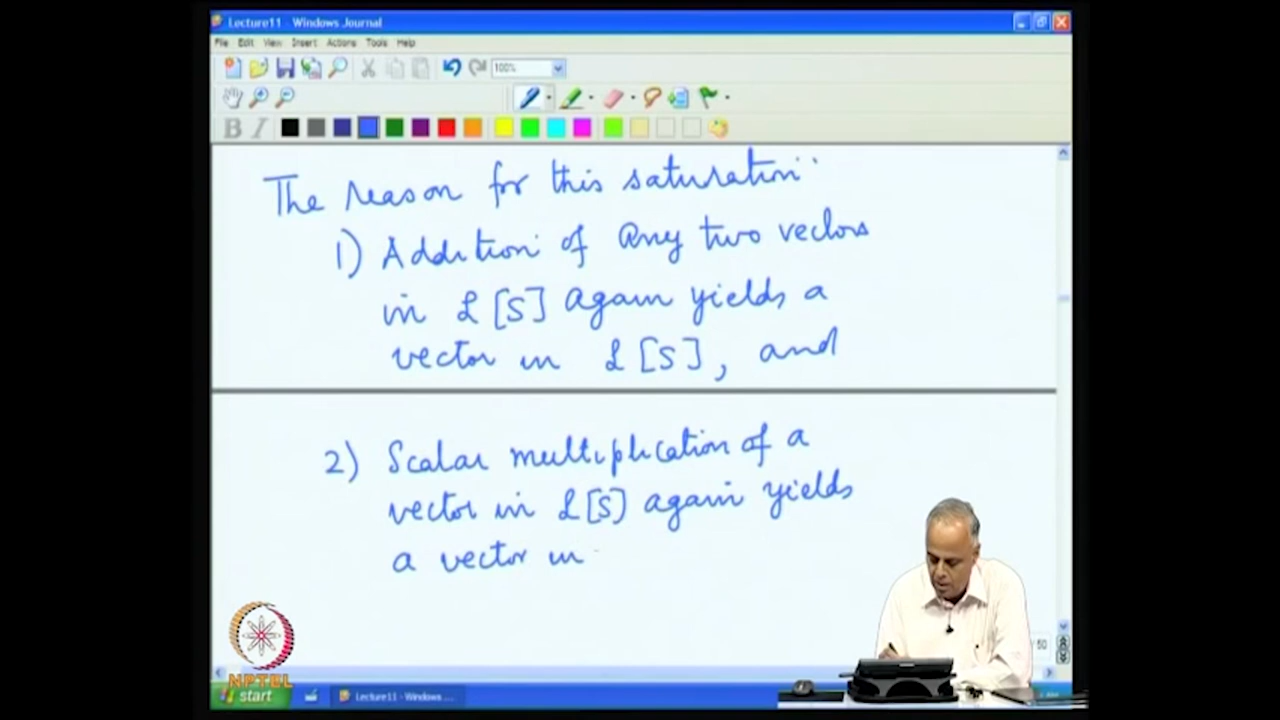 Lecture11 - Windows Journal
File Edit View Insert Actions Tools Help
100%
B I
The reason for this saturation:
1) Addition of any two vectors
in L[S] again yields a
vector in L[S], and
2) Scalar multiplication of a
vector in L[S] again yields
a vector in
50
NPTEL
start Lecture11 - Windows ...